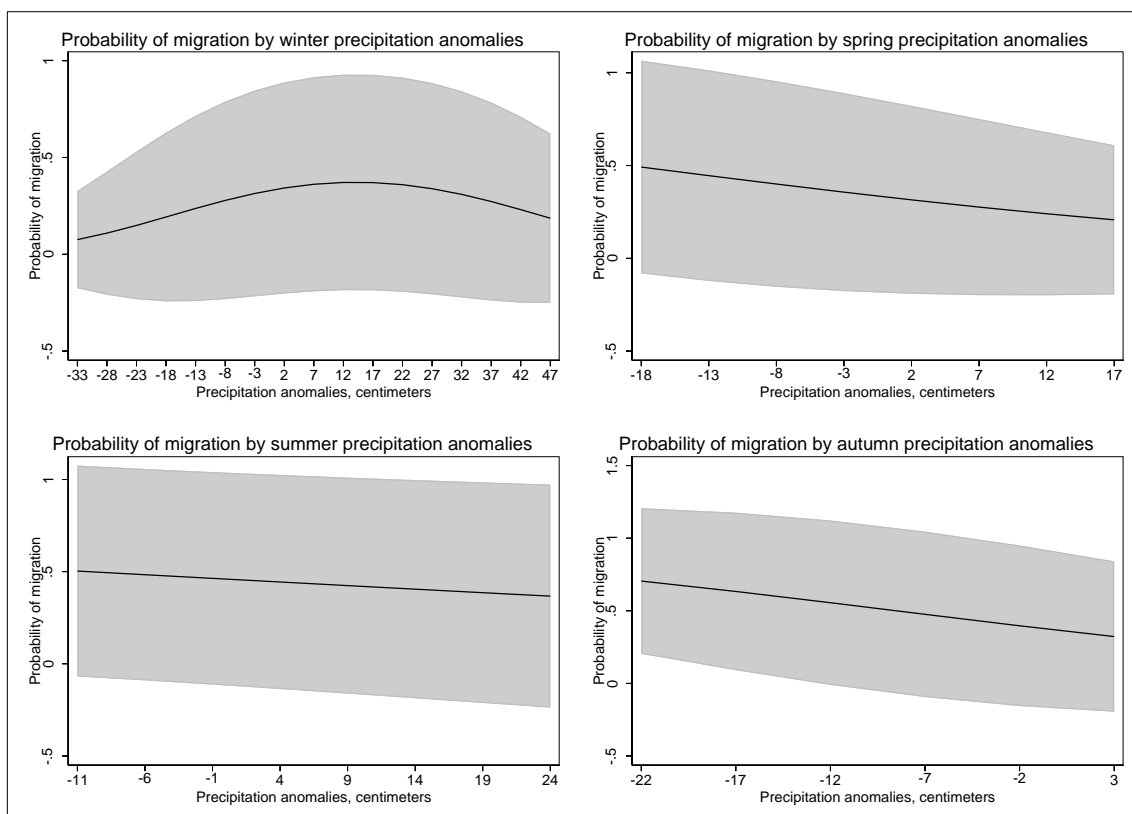 Probability of migration by winter precipitation anomalies
Probability of migration
1
.5
0
-.5
-33 -28 -23 -18 -13 -8 -3 2 7 12 17 22 27 32 37 42 47
Precipitation anomalies, centimeters
Probability of migration by spring precipitation anomalies
Probability of migration
1
.5
0
-.5
-18 -13 -8 -3 2 7 12 17
Precipitation anomalies, centimeters
Probability of migration by summer precipitation anomalies
Probability of migration
1
.5
0
-.5
-11 -6 -1 4 9 14 19 24
Precipitation anomalies, centimeters
Probability of migration by autumn precipitation anomalies
Probability of migration
1.5
1
.5
0
-.5
-22 -17 -12 -7 -2 3
Precipitation anomalies, centimeters